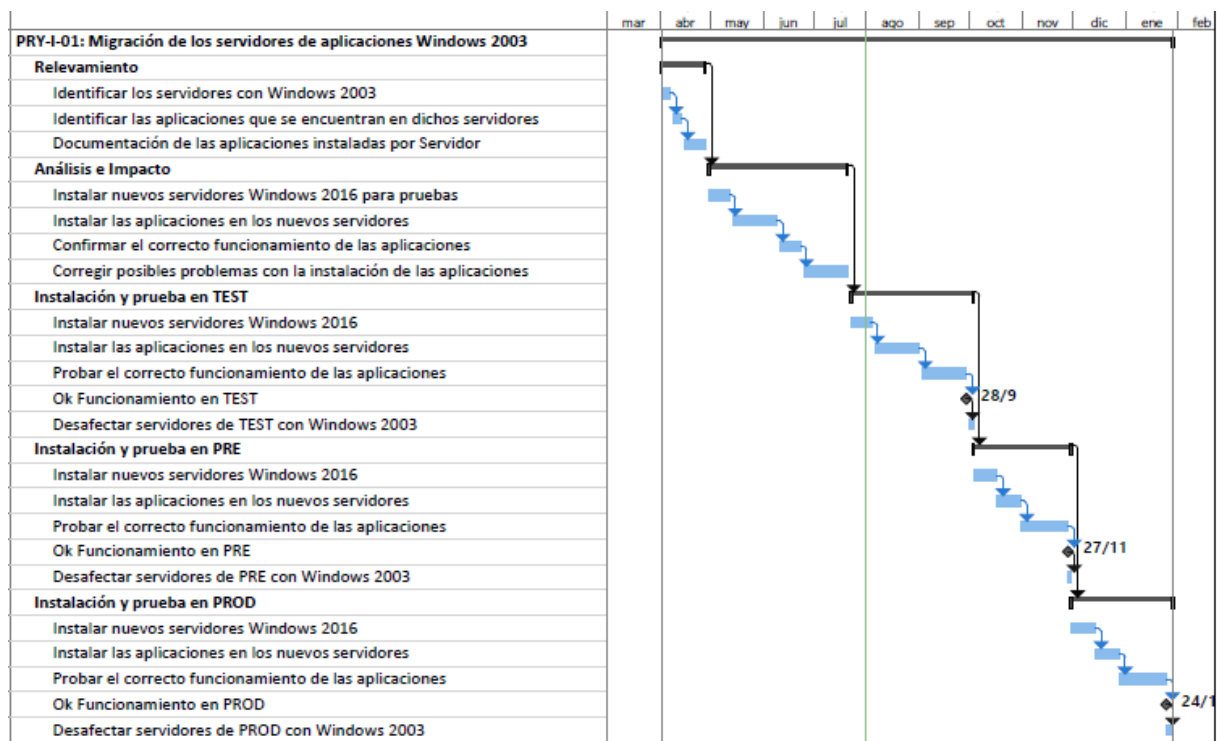 mar abr may jun jul ago sep oct nov dic ene feb
PRY-I-01: Migración de los servidores de aplicaciones Windows 2003
Relevamiento
Identificar los servidores con Windows 2003
Identificar las aplicaciones que se encuentran en dichos servidores
Documentación de las aplicaciones instaladas por Servidor
Análisis e Impacto
Instalar nuevos servidores Windows 2016 para pruebas
Instalar las aplicaciones en los nuevos servidores
Confirmar el correcto funcionamiento de las aplicaciones
Corregir posibles problemas con la instalación de las aplicaciones
Instalación y prueba en TEST
Instalar nuevos servidores Windows 2016
Instalar las aplicaciones en los nuevos servidores
Probar el correcto funcionamiento de las aplicaciones
Ok Funcionamiento en TEST 28/9
Desafectar servidores de TEST con Windows 2003
Instalación y prueba en PRE
Instalar nuevos servidores Windows 2016
Instalar las aplicaciones en los nuevos servidores
Probar el correcto funcionamiento de las aplicaciones
Ok Funcionamiento en PRE 27/11
Desafectar servidores de PRE con Windows 2003
Instalación y prueba en PROD
Instalar nuevos servidores Windows 2016
Instalar las aplicaciones en los nuevos servidores
Probar el correcto funcionamiento de las aplicaciones
Ok Funcionamiento en PROD 24/1
Desafectar servidores de PROD con Windows 2003